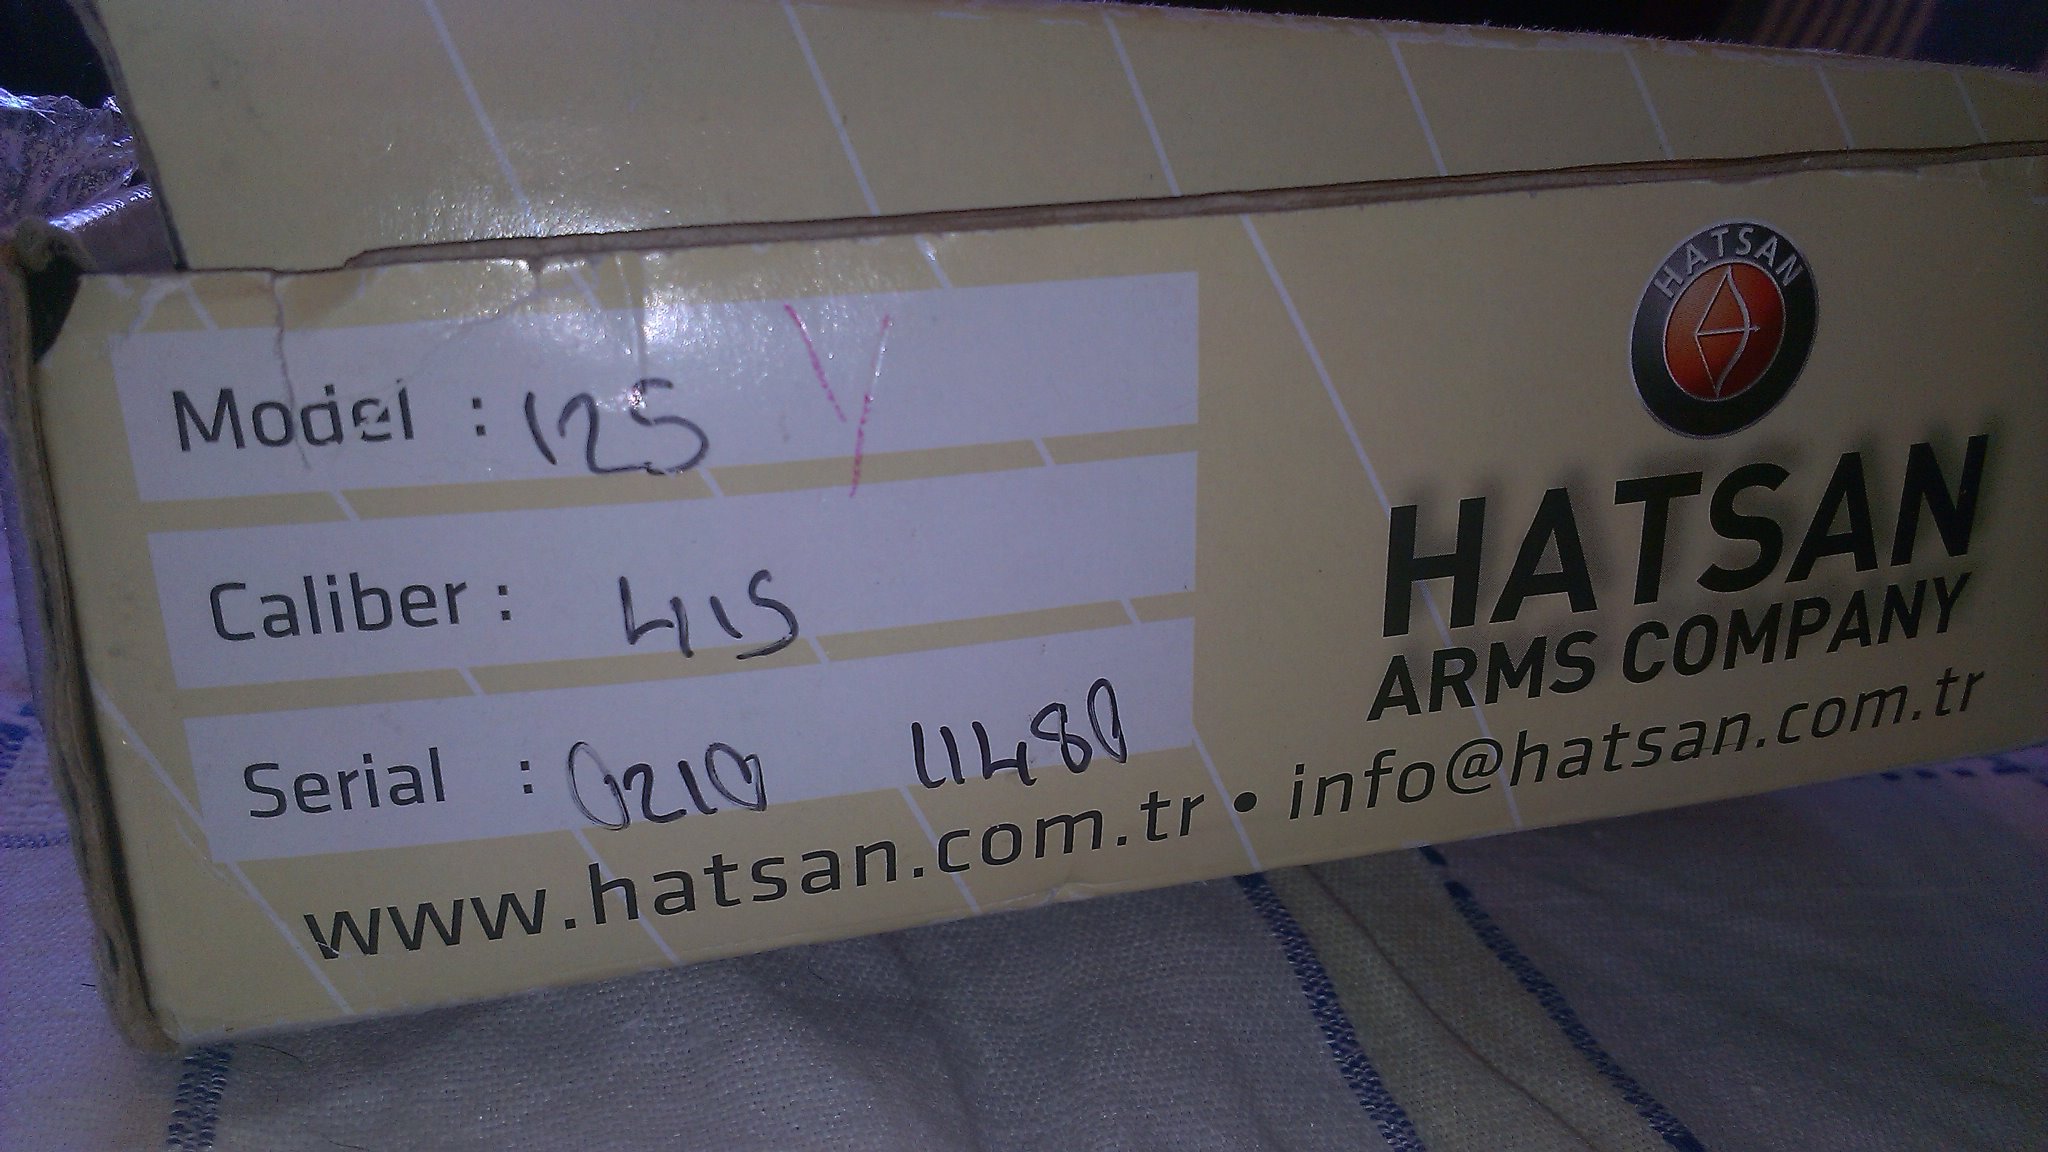 HATSAN
Model : 125 Y
Caliber : 4,5
Serial : 0210 11480
HATSAN
ARMS COMPANY
www.hatsan.com.tr • info@hatsan.com.tr